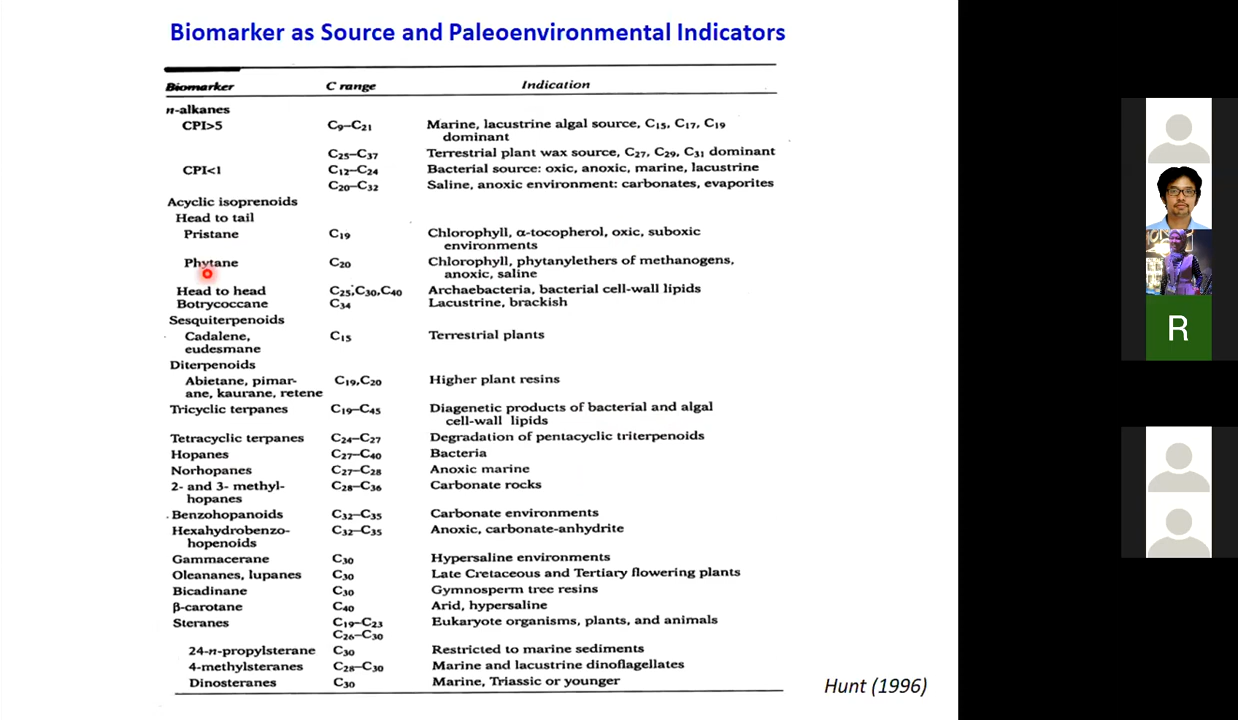 Biomarker as Source and Paleoenvironmental Indicators
Biomarker C range Indication
n-alkanes
CPI>5 C₉–C₂₁ Marine, lacustrine algal source, C₁₅, C₁₇, C₁₉
dominant
C₂₅–C₃₇ Terrestrial plant wax source, C₂₇, C₂₉, C₃₁ dominant
CPI<1 C₁₂–C₂₄ Bacterial source: oxic, anoxic, marine, lacustrine
C₂₀–C₃₂ Saline, anoxic environment: carbonates, evaporites
Acyclic isoprenoids
Head to tail
Pristane C₁₉ Chlorophyll, α-tocopherol, oxic, suboxic
environments
Phytane C₂₀ Chlorophyll, phytanylethers of methanogens,
anoxic, saline
Head to head C₂₅,C₃₀,C₄₀ Archaebacteria, bacterial cell-wall lipids
Botrycoccane C₃₄ Lacustrine, brackish
Sesquiterpenoids
Cadalene, C₁₅ Terrestrial plants
eudesmane
Diterpenoids
Abietane, pimar- C₁₉,C₂₀ Higher plant resins
ane, kaurane, retene
Tricyclic terpanes C₁₉–C₄₅ Diagenetic products of bacterial and algal
cell-wall lipids
Tetracyclic terpanes C₂₄–C₂₇ Degradation of pentacyclic triterpenoids
Hopanes C₂₇–C₄₀ Bacteria
Norhopanes C₂₇–C₂₈ Anoxic marine
2- and 3- methyl- C₂₈–C₃₆ Carbonate rocks
hopanes
Benzohopanoids C₃₂–C₃₅ Carbonate environments
Hexahydrobenzo- C₃₂–C₃₅ Anoxic, carbonate-anhydrite
hopenoids
Gammacerane C₃₀ Hypersaline environments
Oleananes, lupanes C₃₀ Late Cretaceous and Tertiary flowering plants
Bicadinane C₃₀ Gymnosperm tree resins
β-carotane C₄₀ Arid, hypersaline
Steranes C₁₉–C₂₃ Eukaryote organisms, plants, and animals
C₂₆–C₃₀
24-n-propylsterane C₃₀ Restricted to marine sediments
4-methylsteranes C₂₈–C₃₀ Marine and lacustrine dinoflagellates
Dinosteranes C₃₀ Marine, Triassic or younger
Hunt (1996)
R